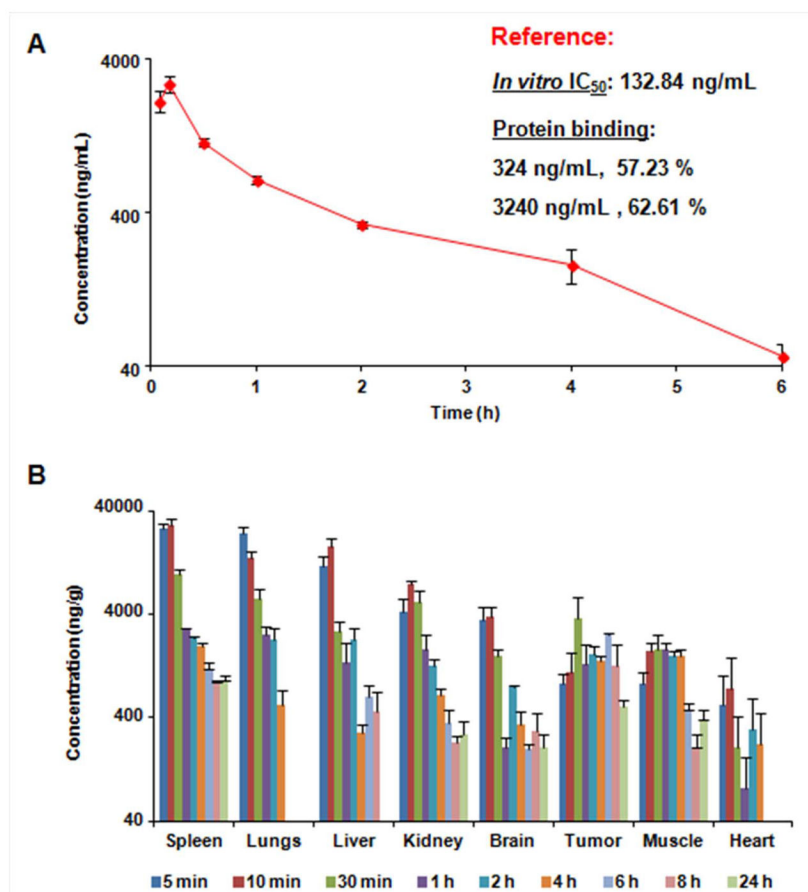 A
Reference:
In vitro IC50: 132.84 ng/mL
Protein binding:
324 ng/mL, 57.23 %
3240 ng/mL , 62.61 %
Concentration (ng/mL)
4000
400
40
0 1 2 3 4 5 6
Time (h)
B
Concentration (ng/g)
40000
4000
400
40
Spleen Lungs Liver Kidney Brain Tumor Muscle Heart
5 min 10 min 30 min 1 h 2 h 4 h 6 h 8 h 24 h